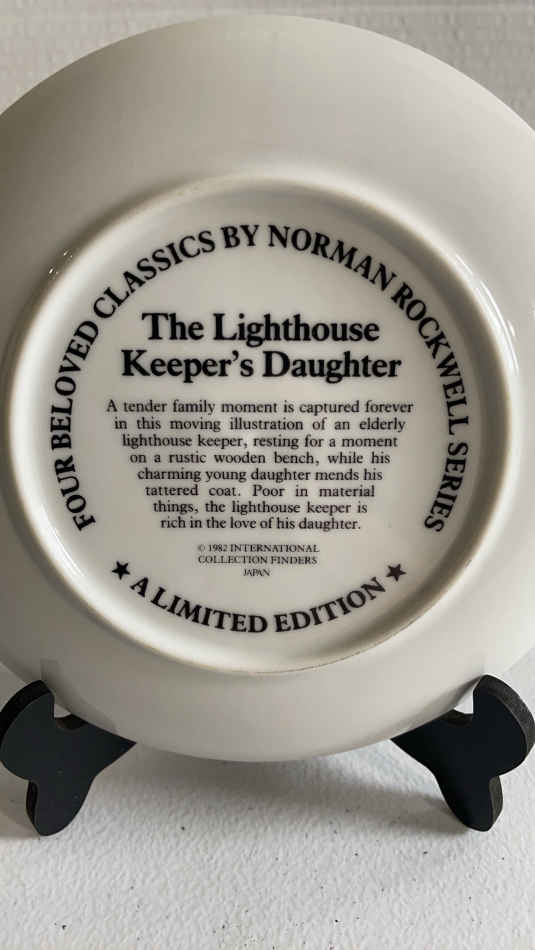 FOUR BELOVED CLASSICS BY NORMAN ROCKWELL SERIES
The Lighthouse
Keeper's Daughter
A tender family moment is captured forever
in this moving illustration of an elderly
lighthouse keeper, resting for a moment
on a rustic wooden bench, while his
charming young daughter mends his
tattered coat. Poor in material
things, the lighthouse keeper is
rich in the love of his daughter.
© 1982 INTERNATIONAL
COLLECTION FINDERS
JAPAN
★ A LIMITED EDITION ★